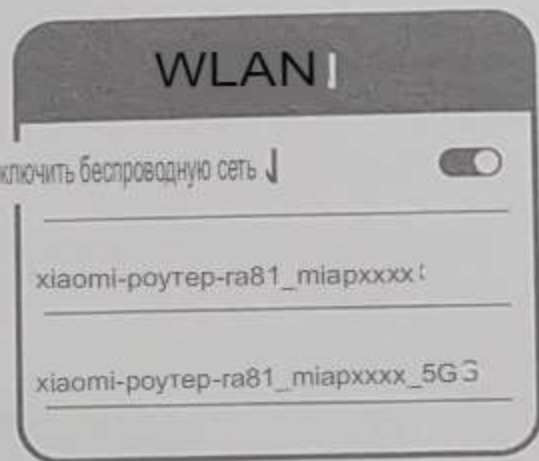 WLAN
ключить беспроводную сеть
xiaomi-роутер-ra81_miapxxxx
xiaomi-роутер-ra81_miapxxxx_5G